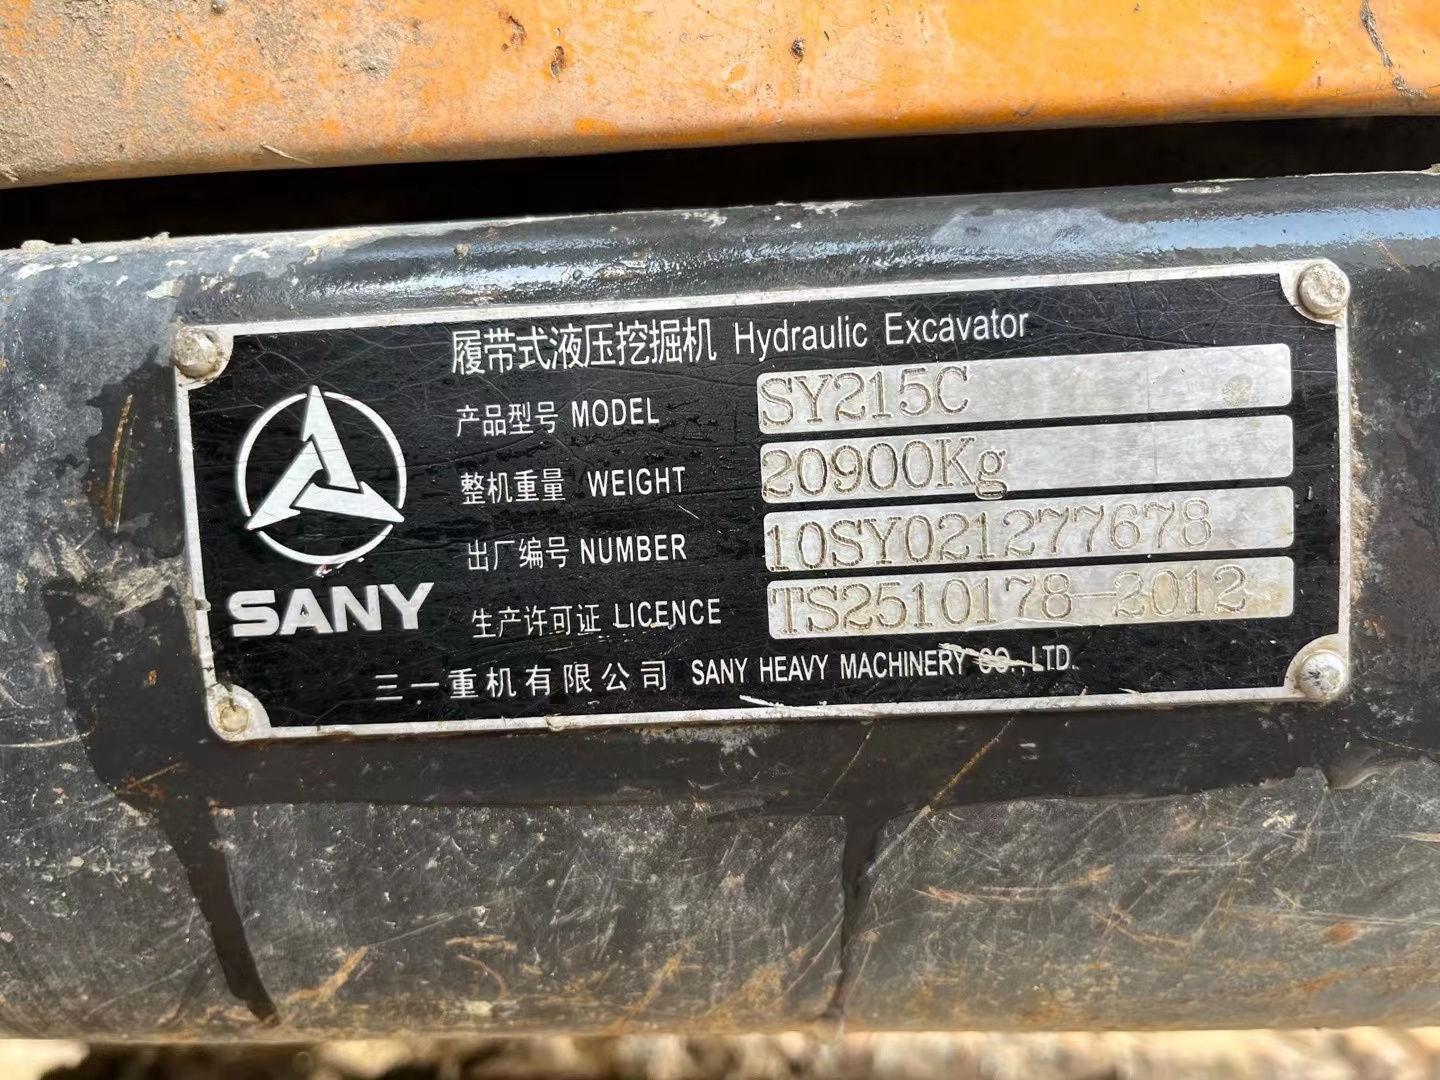 履带式液压挖掘机 Hydraulic Excavator
产品型号 MODEL SY215C
整机重量 WEIGHT 20900Kg
出厂编号 NUMBER 10SY021277678
生产许可证 LICENCE TS2510178-2012
SANY
三一重机有限公司 SANY HEAVY MACHINERY CO., LTD.